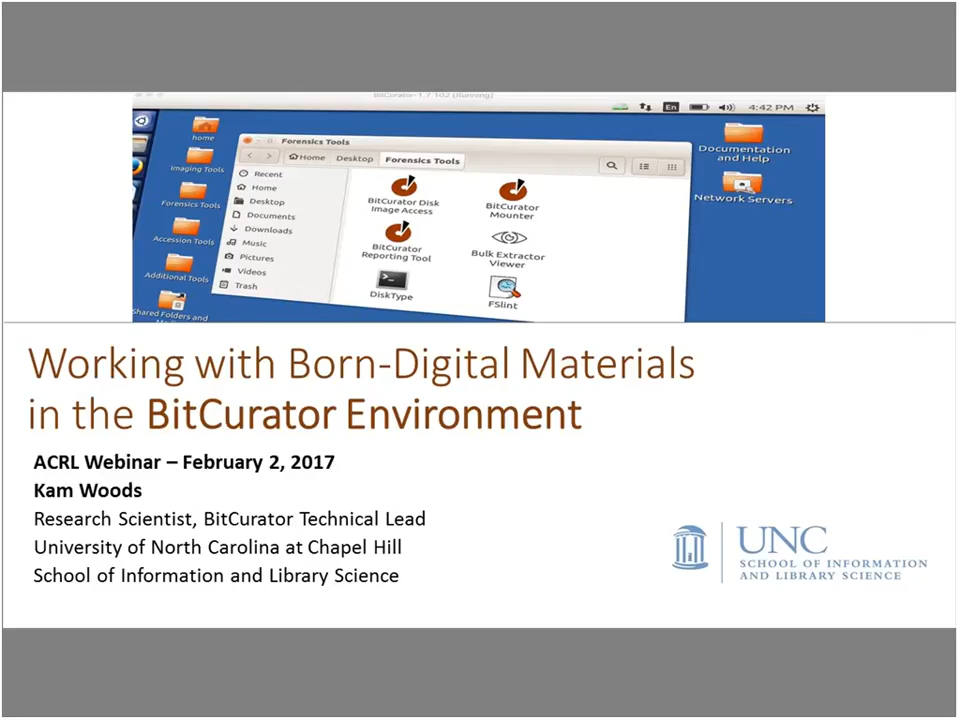 BitCurator-1.7.102 [Running]
En
4:42 PM
home
Imaging Tools
Forensics Tools
Accession Tools
Additional Tools
Shared Folders and
Forensics Tools
Home
Desktop
Forensics Tools
Recent
Home
Desktop
Documents
Downloads
Music
Pictures
Videos
Trash
BitCurator Disk
Image Access
BitCurator
Mounter
BitCurator
Reporting Tool
Bulk Extractor
Viewer
DiskType
FSlint
Documentation
and Help
Network Servers
Working with Born-Digital Materials
in the BitCurator Environment
ACRL Webinar – February 2, 2017
Kam Woods
Research Scientist, BitCurator Technical Lead
University of North Carolina at Chapel Hill
School of Information and Library Science
UNC
SCHOOL OF INFORMATION
AND LIBRARY SCIENCE